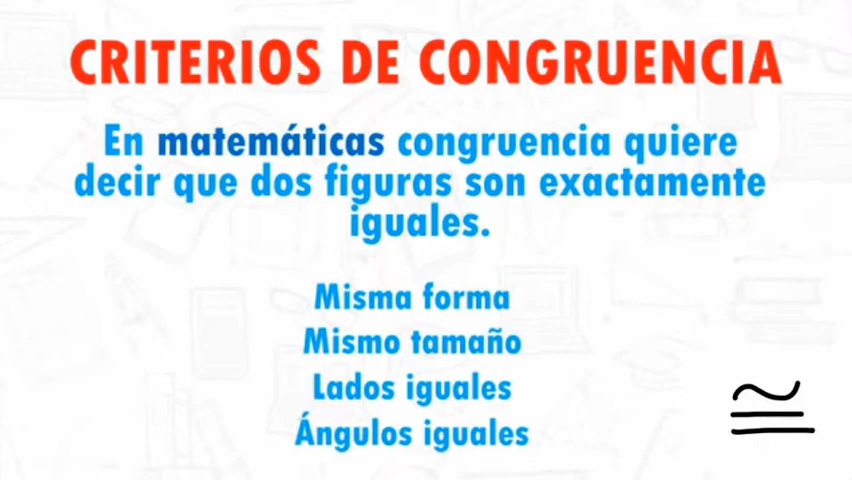 CRITERIOS DE CONGRUENCIA
En matemáticas congruencia quiere
decir que dos figuras son exactamente
iguales.
Misma forma
Mismo tamaño
Lados iguales
Ángulos iguales
≅